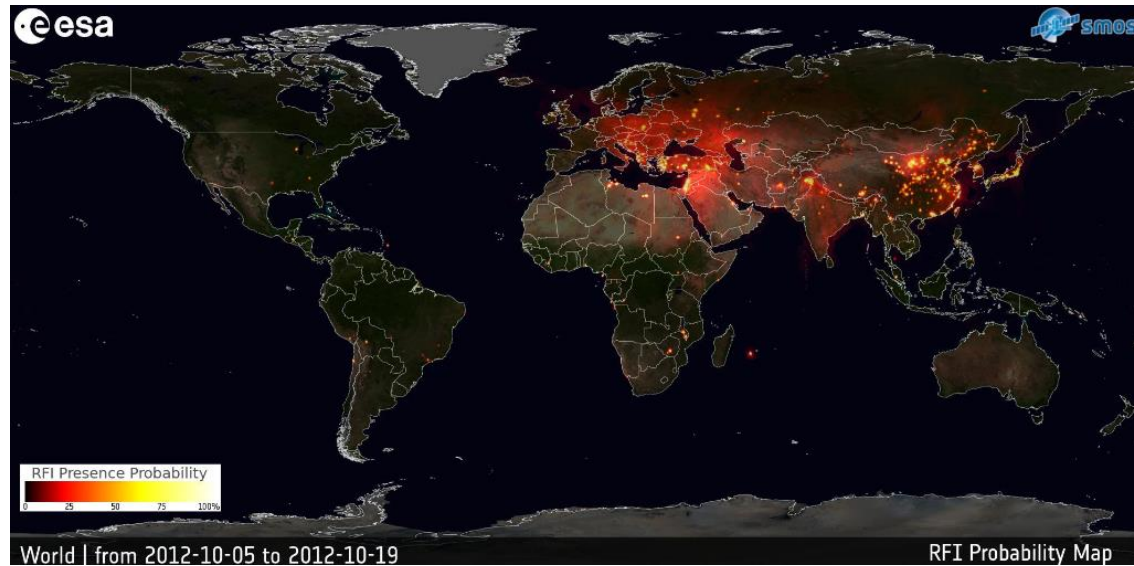 esa
smos
RFI Presence Probability
0 25 50 75 100%
World | from 2012-10-05 to 2012-10-19
RFI Probability Map